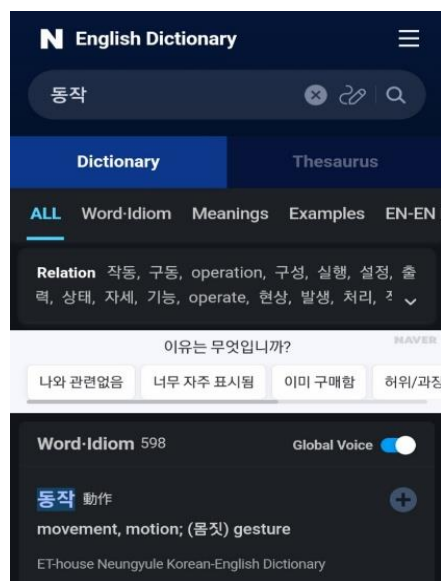 N English Dictionary
동작
Dictionary Thesaurus
ALL Word·Idiom Meanings Examples EN-EN
Relation 작동, 구동, operation, 구성, 실행, 설정, 출
력, 상태, 자세, 기능, operate, 현상, 발생, 처리,
이유는 무엇입니까?
NAVER
나와 관련없음 너무 자주 표시됨 이미 구매함 허위/과장
Word·Idiom 598 Global Voice
동작 動作
movement, motion; (몸짓) gesture
ET-house Neungyule Korean-English Dictionary